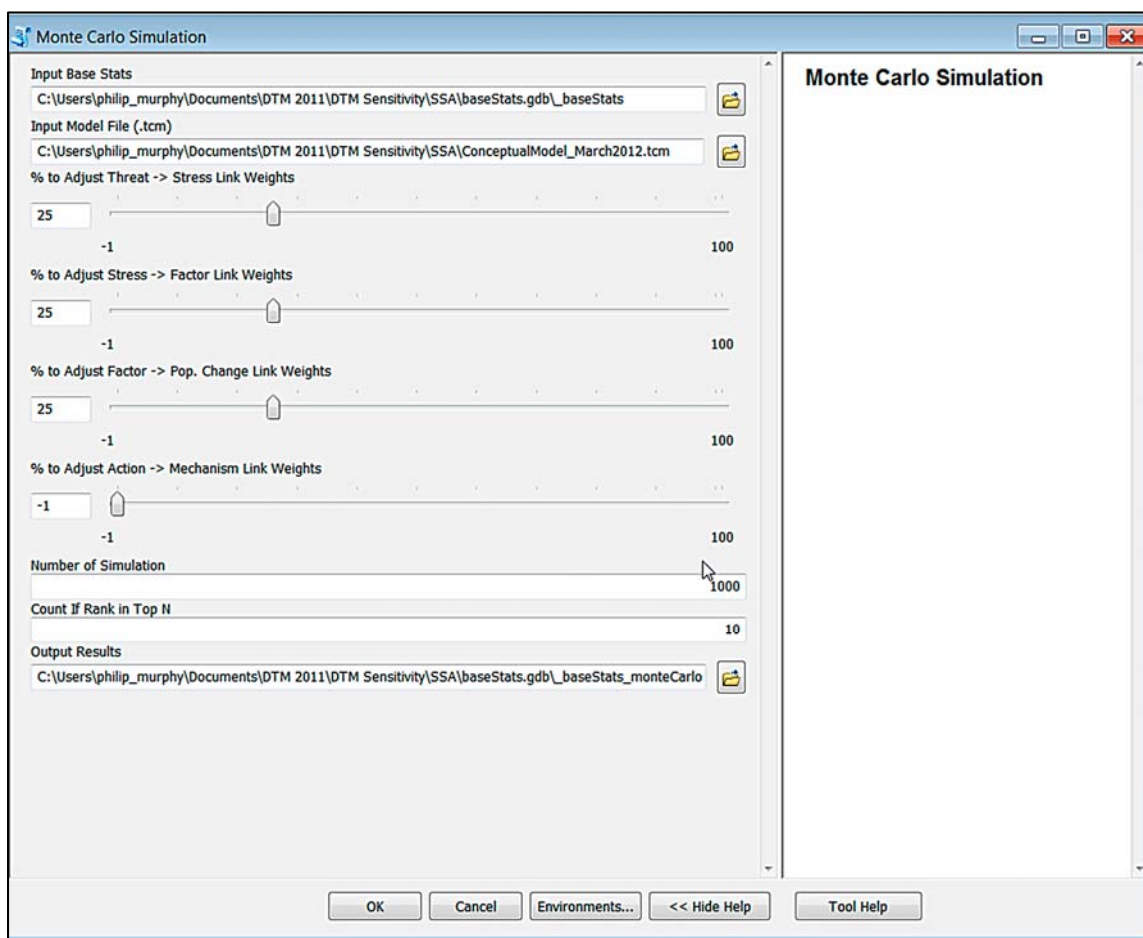 Monte Carlo Simulation
Input Base Stats
C:\Users\philip_murphy\Documents\DTM 2011\DTM Sensitivity\SSA\baseStats.gdb\_baseStats
Input Model File (.tcm)
C:\Users\philip_murphy\Documents\DTM 2011\DTM Sensitivity\SSA\ConceptualModel_March2012.tcm
% to Adjust Threat -> Stress Link Weights
25
-1 100
% to Adjust Stress -> Factor Link Weights
25
-1 100
% to Adjust Factor -> Pop. Change Link Weights
25
-1 100
% to Adjust Action -> Mechanism Link Weights
-1
-1 100
Number of Simulation
1000
Count If Rank in Top N
10
Output Results
C:\Users\philip_murphy\Documents\DTM 2011\DTM Sensitivity\SSA\baseStats.gdb\_baseStats_monteCarlo
Monte Carlo Simulation
OK Cancel Environments... << Hide Help Tool Help